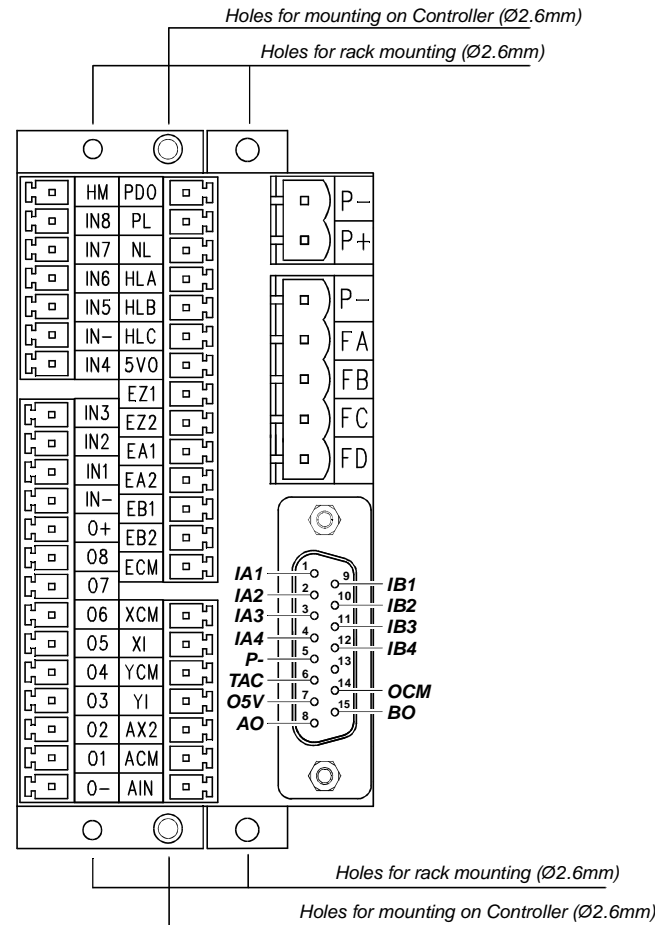 Holes for mounting on Controller (Ø2.6mm)
Holes for rack mounting (Ø2.6mm)
HM PDO
IN8 PL
IN7 NL
IN6 HLA
IN5 HLB
IN- HLC
IN4 5VO
EZ1
IN3 EZ2
IN2 EA1
IN1 EA2
IN- EB1
O+ EB2
O8 ECM
O7
O6 XCM
O5 XI
O4 YCM
O3 YI
O2 AX2
O1 ACM
O- AIN
P-
P+
P-
FA
FB
FC
FD
IA1 1 9 IB1
IA2 2 10 IB2
IA3 3 11 IB3
IA4 4 12 IB4
P- 5 13
TAC 6 14 OCM
O5V 7 15 BO
AO 8
Holes for rack mounting (Ø2.6mm)
Holes for mounting on Controller (Ø2.6mm)